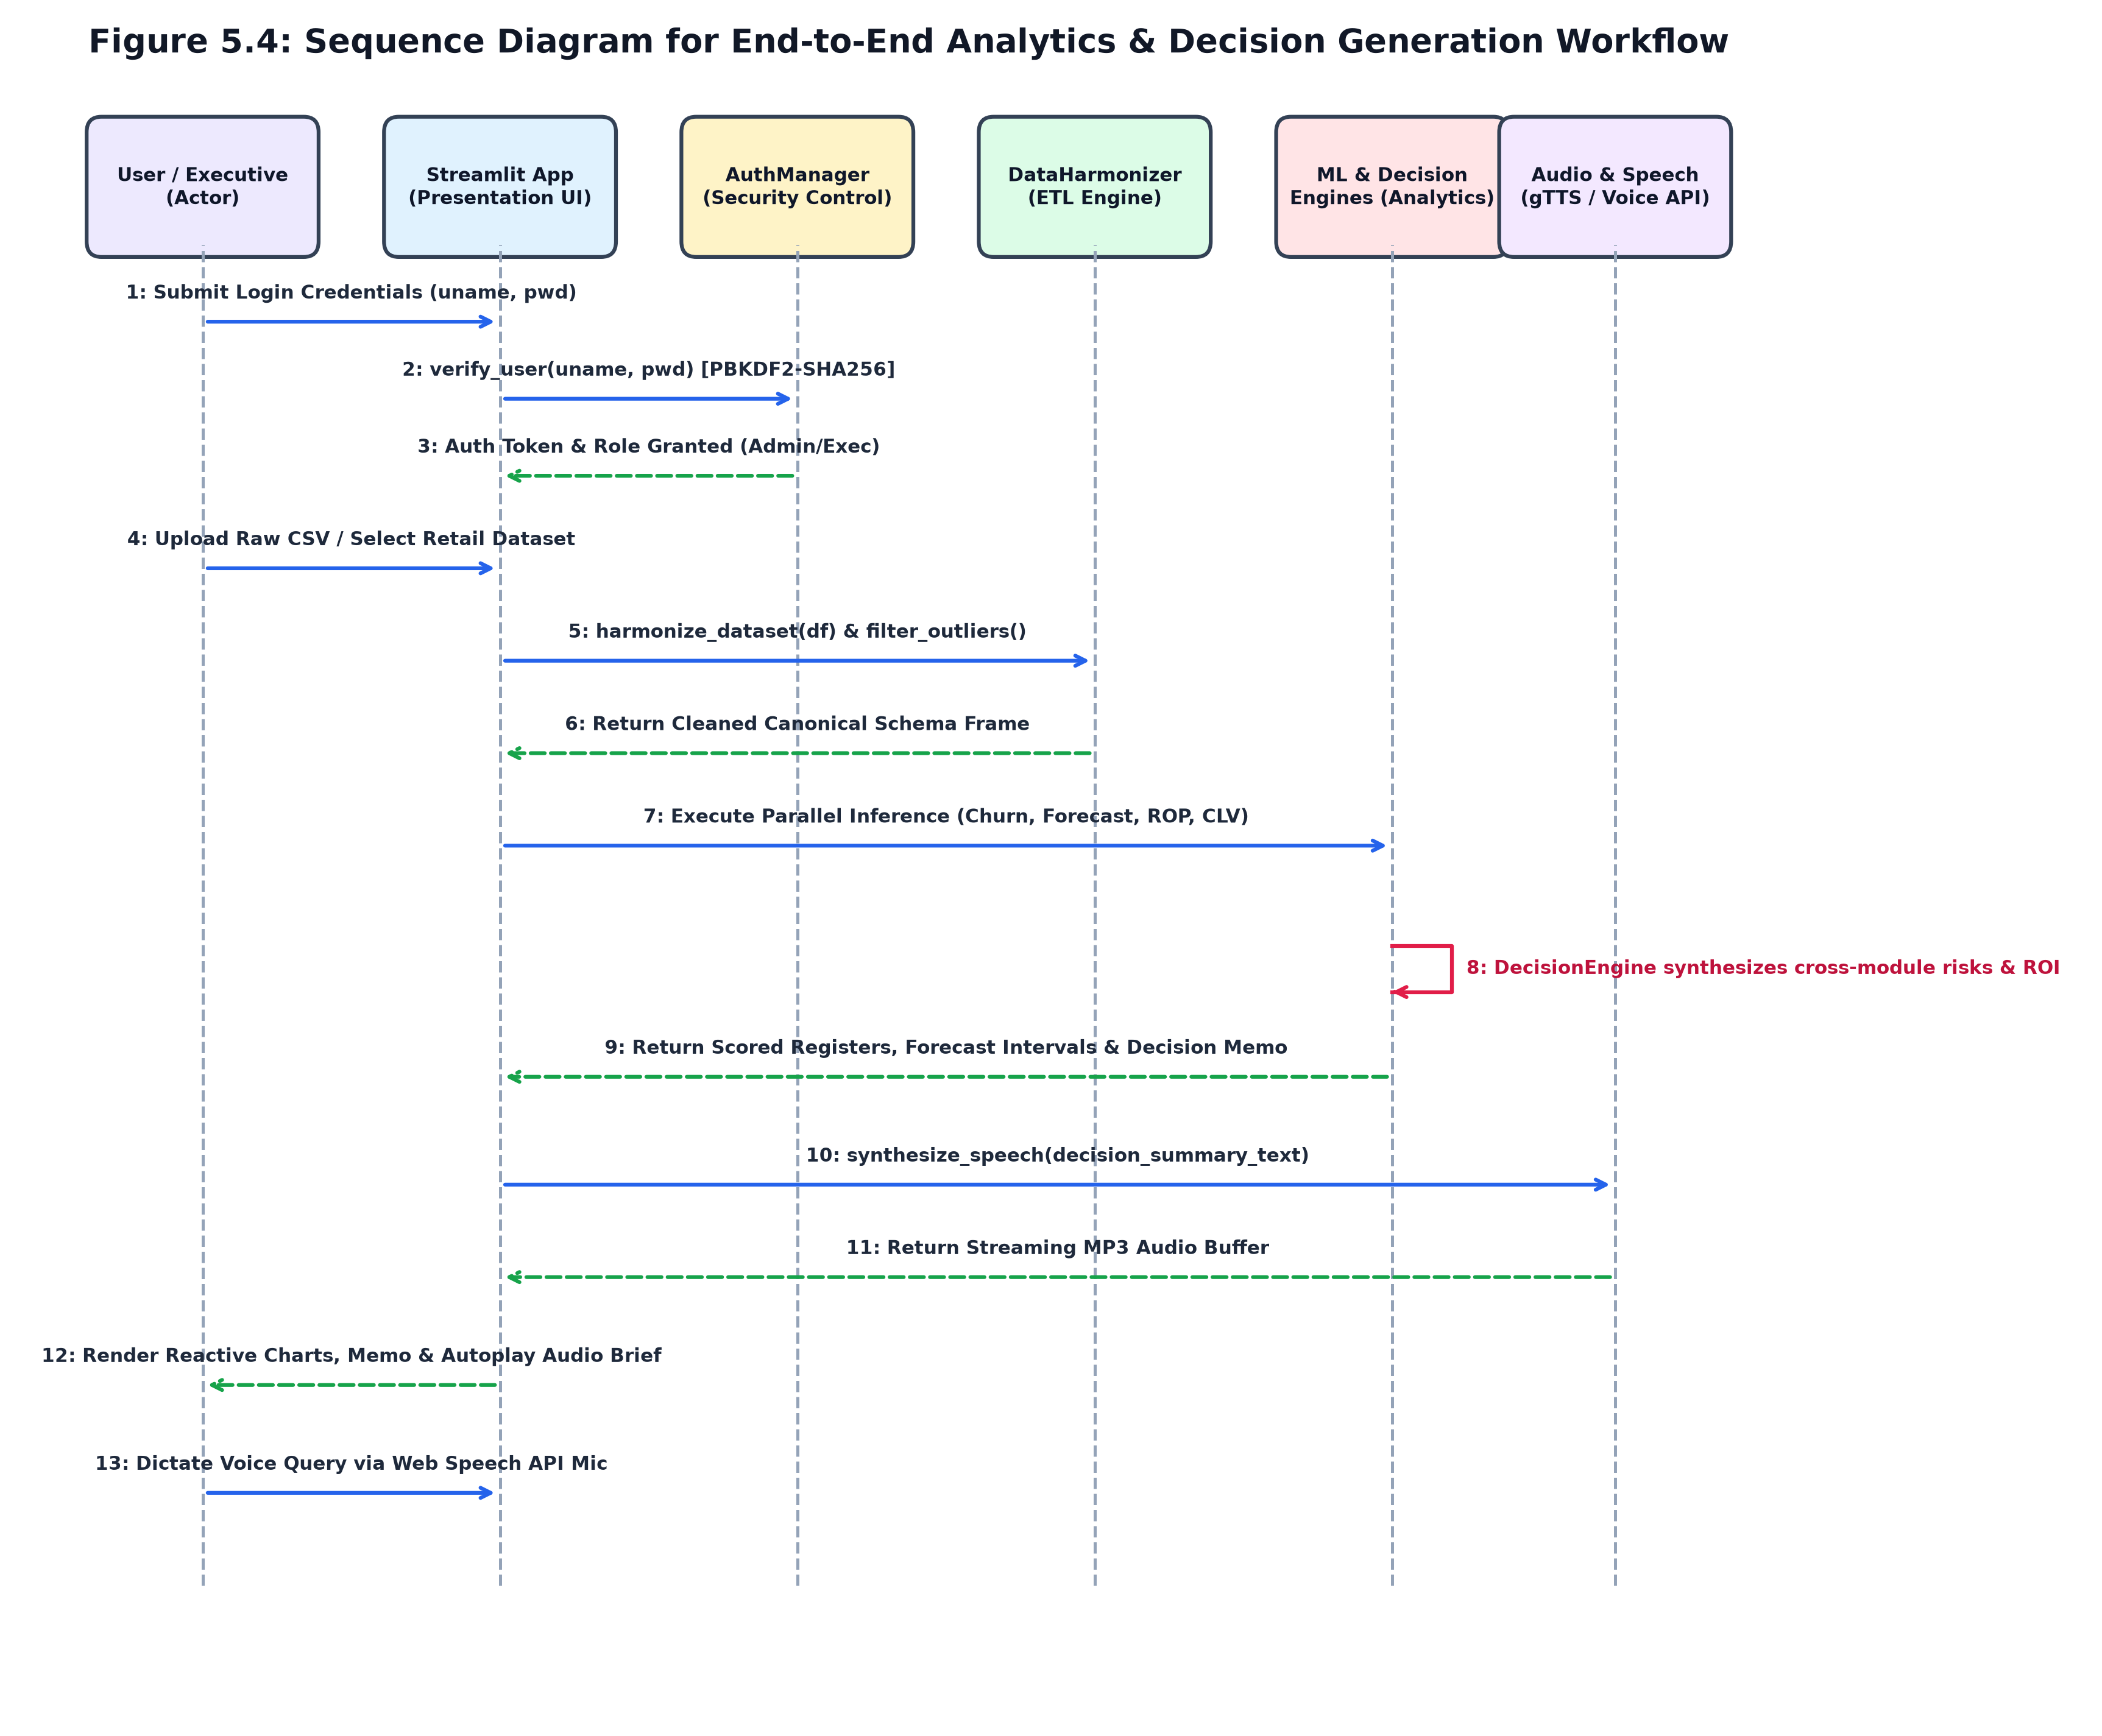 Figure 5.4: Sequence Diagram for End-to-End Analytics & Decision Generation Workflow
User / Executive
(Actor)
Streamlit App
(Presentation UI)
AuthManager
(Security Control)
DataHarmonizer
(ETL Engine)
ML & Decision
Engines (Analytics)
Audio & Speech
(gTTS / Voice API)
1: Submit Login Credentials (uname, pwd)
2: verify_user(uname, pwd) [PBKDF2-SHA256]
3: Auth Token & Role Granted (Admin/Exec)
4: Upload Raw CSV / Select Retail Dataset
5: harmonize_dataset(df) & filter_outliers()
6: Return Cleaned Canonical Schema Frame
7: Execute Parallel Inference (Churn, Forecast, ROP, CLV)
8: DecisionEngine synthesizes cross-module risks & ROI
9: Return Scored Registers, Forecast Intervals & Decision Memo
10: synthesize_speech(decision_summary_text)
11: Return Streaming MP3 Audio Buffer
12: Render Reactive Charts, Memo & Autoplay Audio Brief
13: Dictate Voice Query via Web Speech API Mic